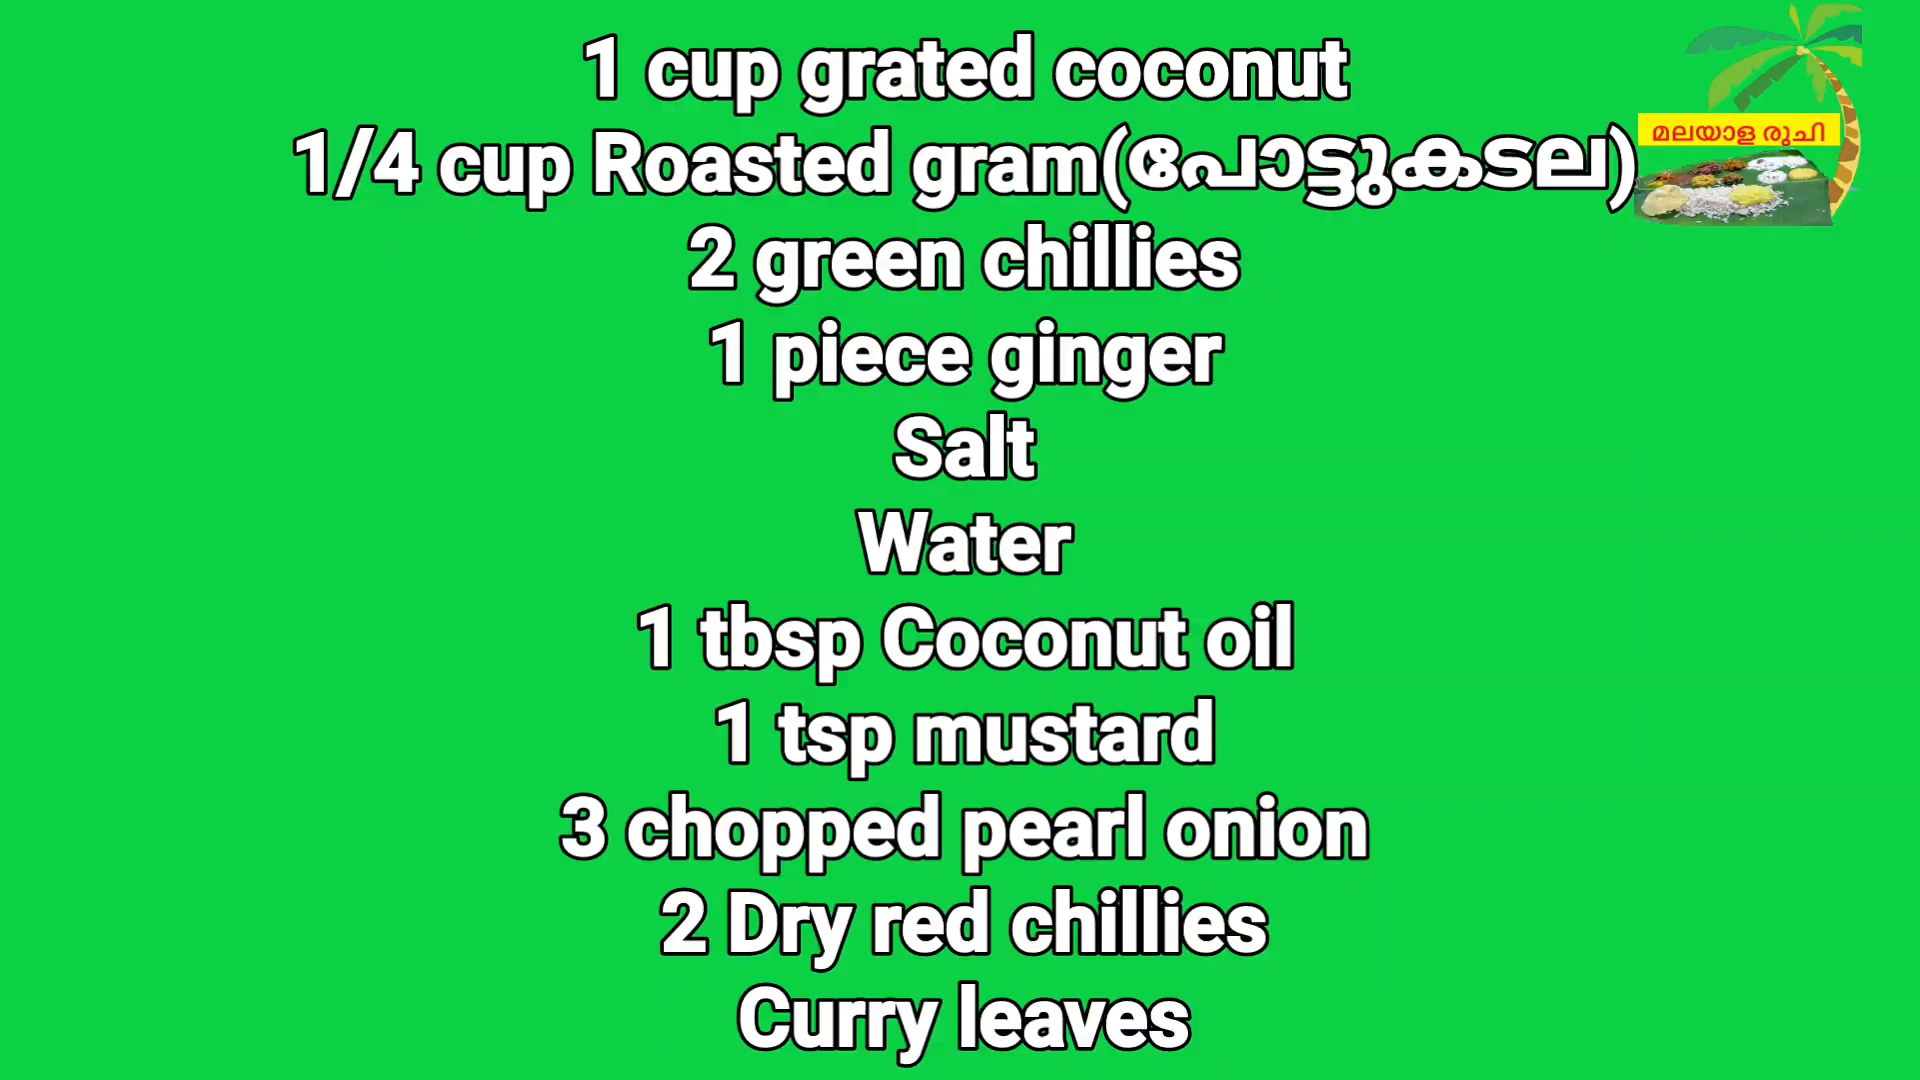 1 cup grated coconut
1/4 cup Roasted gram(പോട്ടുകടല)
മലയാള രുചി
2 green chillies
1 piece ginger
Salt
Water
1 tbsp Coconut oil
1 tsp mustard
3 chopped pearl onion
2 Dry red chillies
Curry leaves